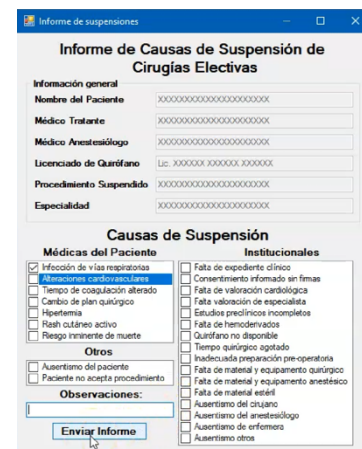 Informe de suspensiones
Informe de Causas de Suspensión de
Cirugías Electivas
Información general
Nombre del Paciente XXXXXXXXXXXXXXXXXXXXXX
Médico Tratante XXXXXXXXXXXXXXXXXXXXXX
Médico Anestesiólogo XXXXXXXXXXXXXXXXXXXXXX
Licenciado de Quirófano Lic. XXXXXX XXXXXX XXXXXX
Procedimiento Suspendido XXXXXXXXXXXXXXXXXXXXXX
Especialidad XXXXXXXXXXXXXXXXXXXXXX
Causas de Suspensión
Médicas del Paciente
Infección de vías respiratorias
Alteraciones cardiovasculares
Tiempo de coagulación alterado
Cambio de plan quirúrgico
Hipertermia
Rash cutáneo activo
Riesgo inminente de muerte
Otros
Ausentismo del paciente
Paciente no acepta procedimiento
Observaciones:
Enviar Informe
Institucionales
Falta de expediente clínico
Consentimiento informado sin firmas
Falta de valoración cardiológica
Falta valoración de especialista
Estudios preclínicos incompletos
Falta de hemoderivados
Quirófano no disponible
Tiempo quirúrgico agotado
Inadecuada preparación pre-operatoria
Falta de material y equipamento quirúrgico
Falta de material y equipamento anestésico
Falta de material estéril
Ausentismo del cirujano
Ausentismo del anestesiólogo
Ausentismo de enfermera
Ausentismo otros